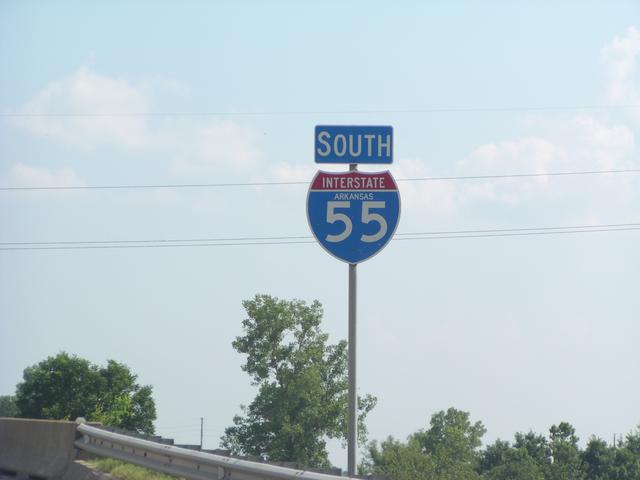 SOUTH
INTERSTATE
ARKANSAS
55